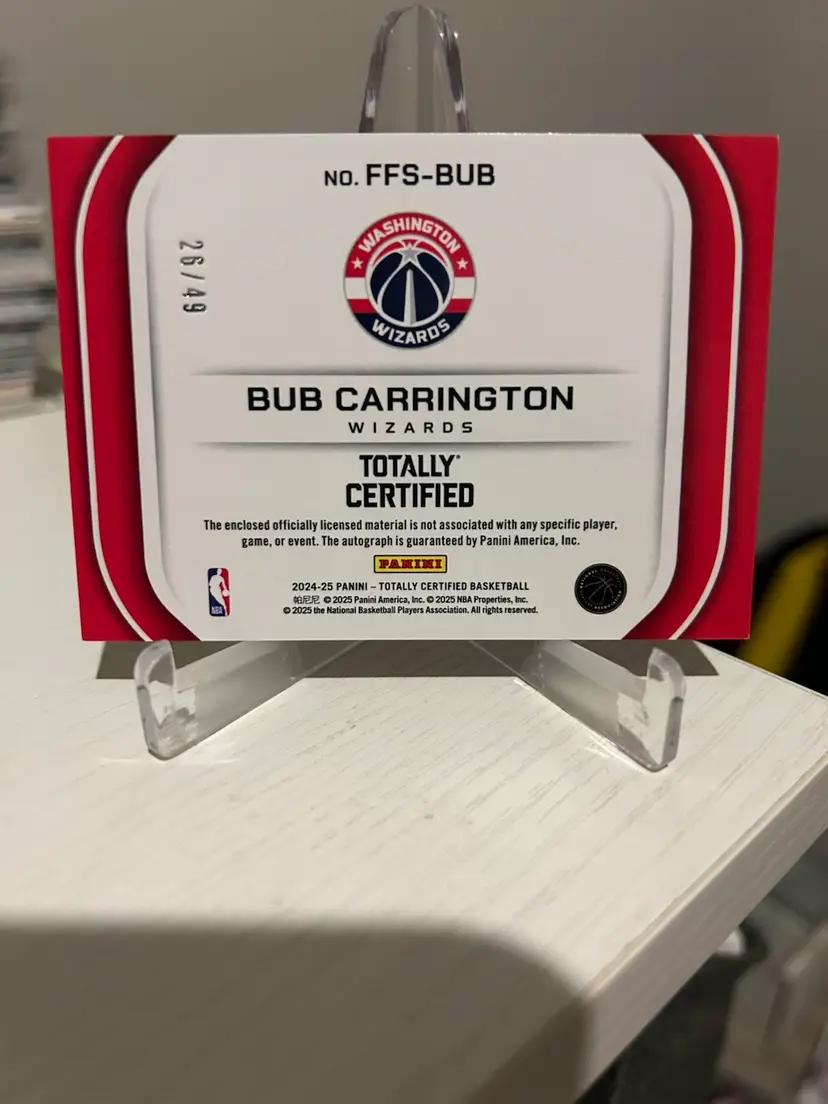 NO. FFS-BUB
26/49
WASHINGTON
WIZARDS
BUB CARRINGTON
WIZARDS
TOTALLY
CERTIFIED
The enclosed officially licensed material is not associated with any specific player,
game, or event. The autograph is guaranteed by Panini America, Inc.
PANINI
2024-25 PANINI – TOTALLY CERTIFIED BASKETBALL
帕尼尼 © 2025 Panini America, Inc. © 2025 NBA Properties, Inc.
© 2025 the National Basketball Players Association. All rights reserved.
NBA